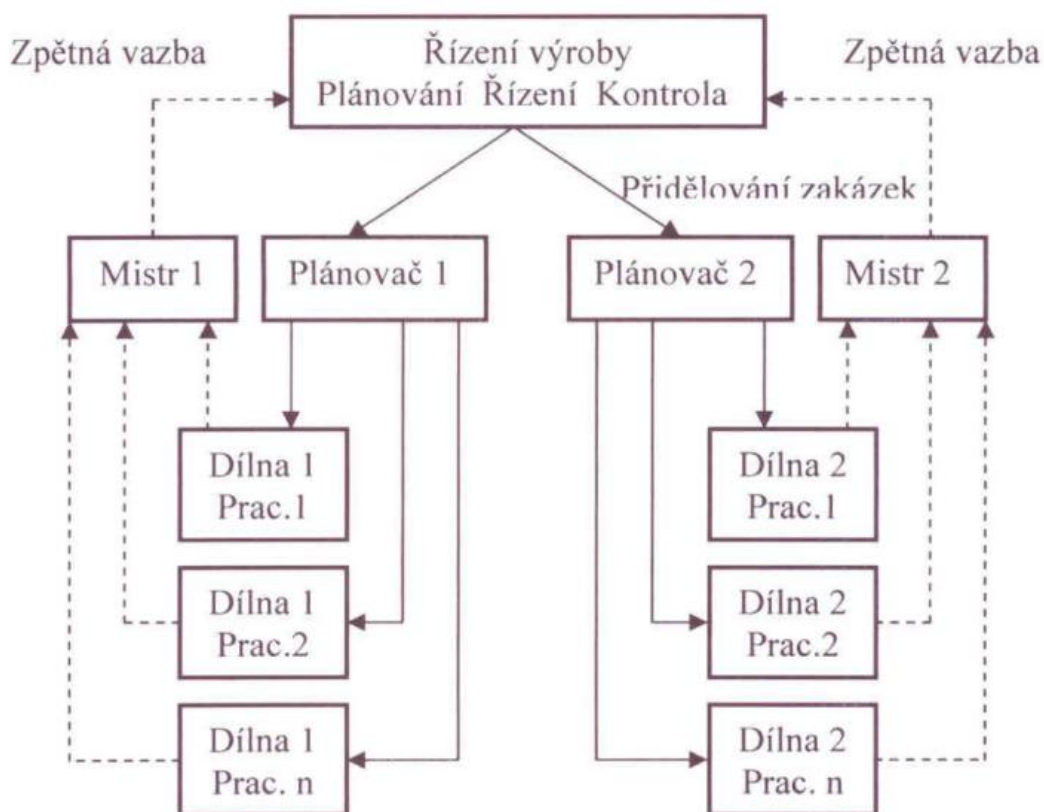 Zpětná vazba
Řízení výroby
Plánování Řízení Kontrola
Zpětná vazba
Přidělování zakázek
Mistr 1
Plánovač 1
Plánovač 2
Mistr 2
Dílna 1
Prac.1
Dílna 2
Prac.1
Dílna 1
Prac.2
Dílna 2
Prac.2
Dílna 1
Prac. n
Dílna 2
Prac. n